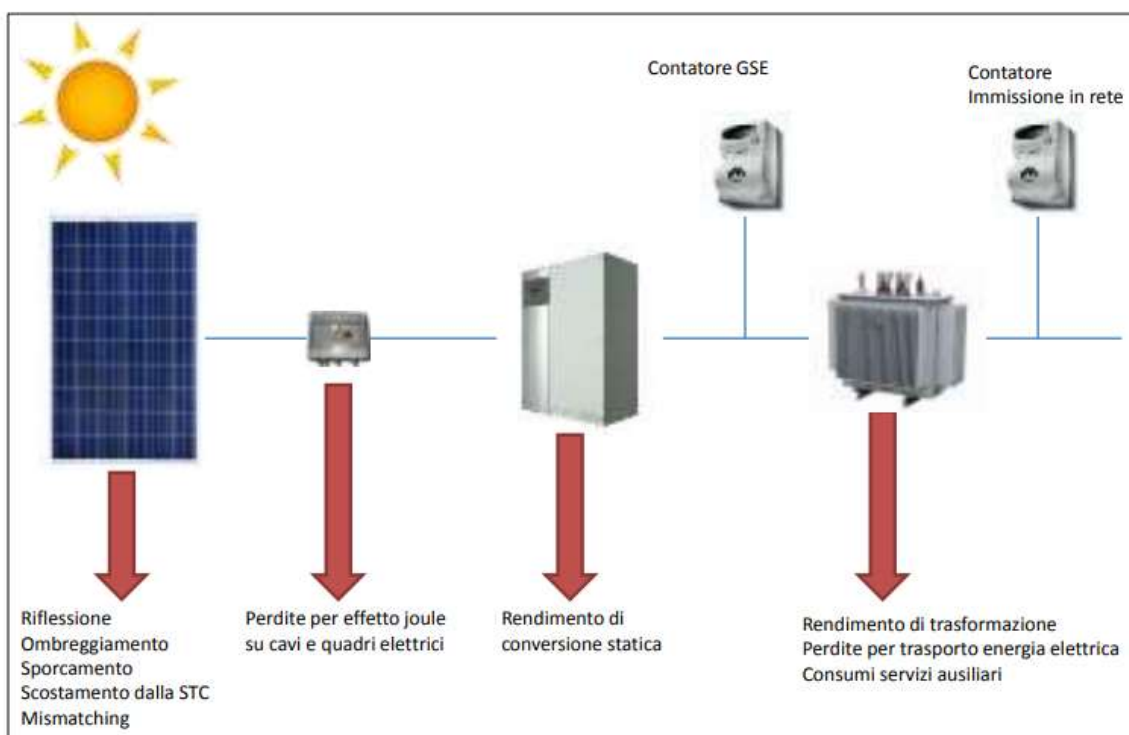 Contatore GSE
Contatore
Immissione in rete
Riflessione
Ombreggiamento
Sporcamento
Scostamento dalla STC
Mismatching
Perdite per effetto joule
su cavi e quadri elettrici
Rendimento di
conversione statica
Rendimento di trasformazione
Perdite per trasporto energia elettrica
Consumi servizi ausiliari